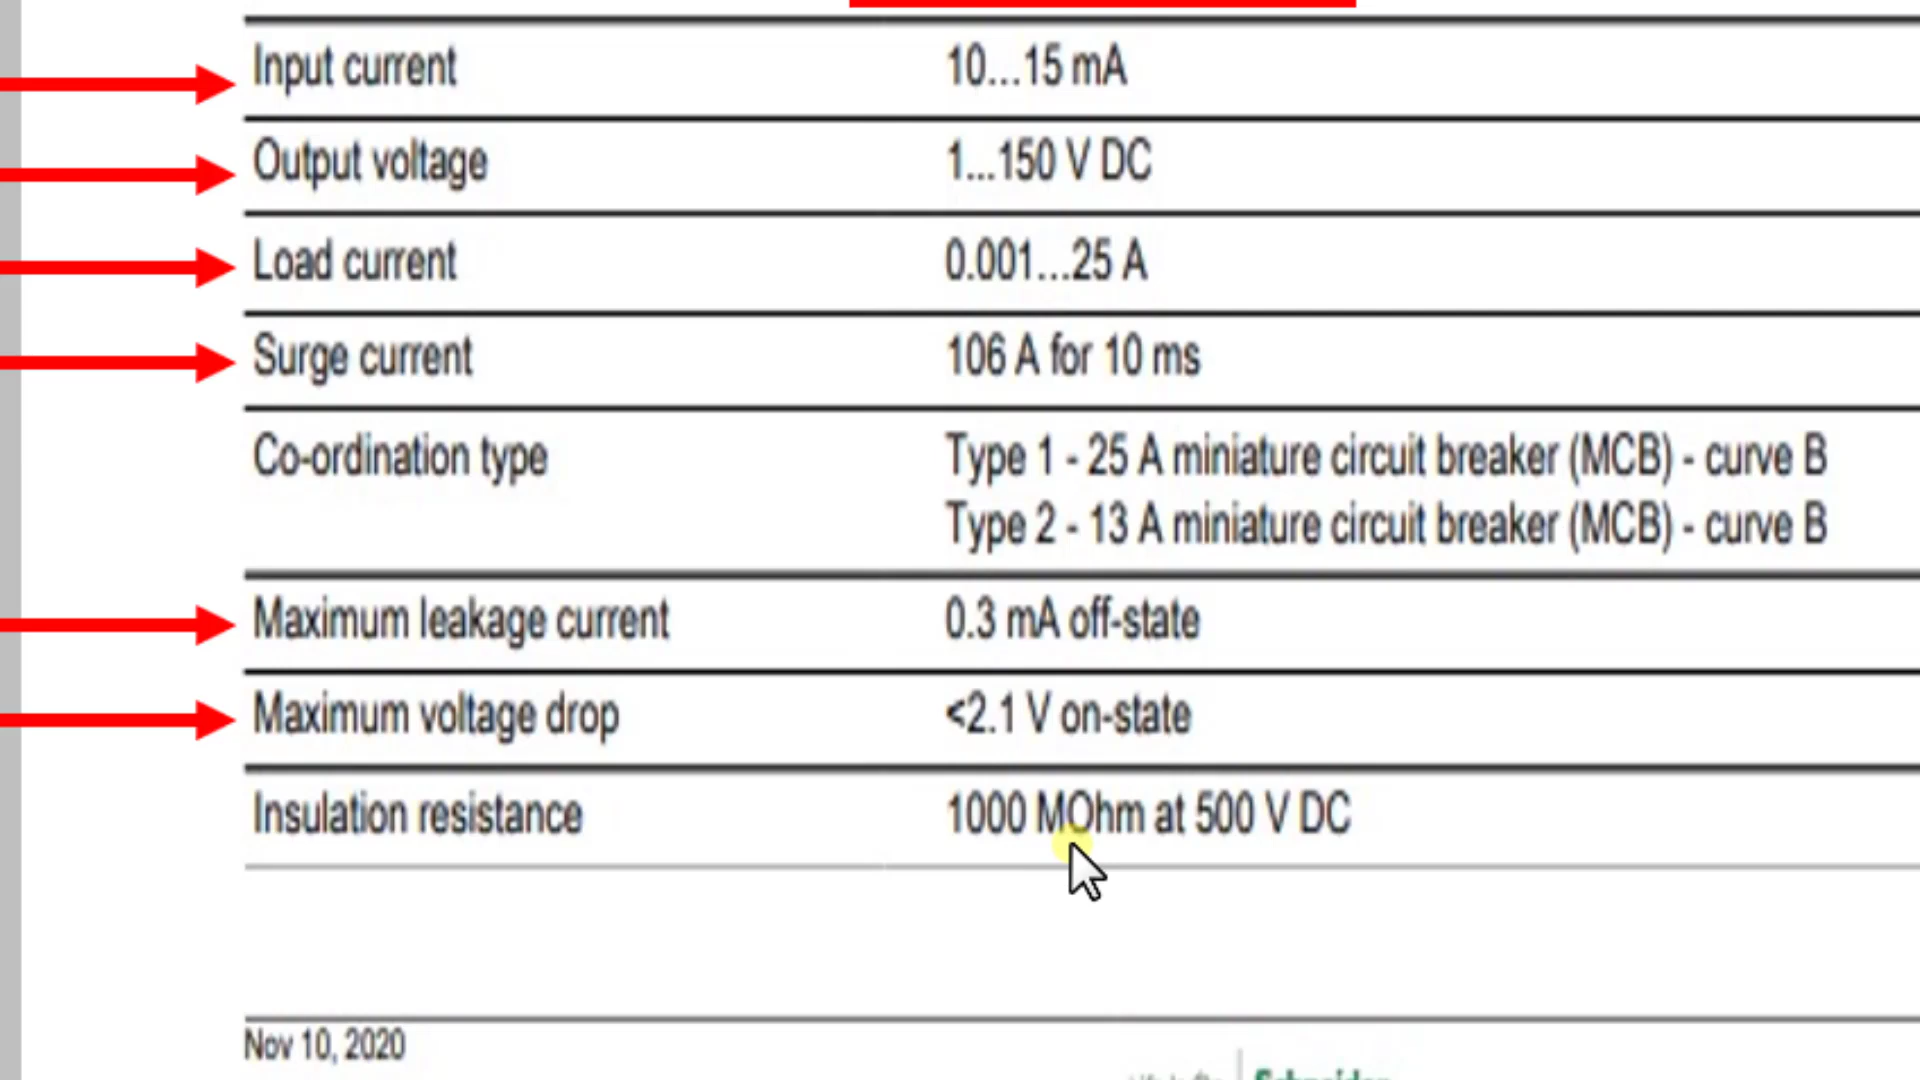 Input current 10...15 mA
Output voltage 1...150 V DC
Load current 0.001...25 A
Surge current 106 A for 10 ms
Co-ordination type Type 1 - 25 A miniature circuit breaker (MCB) - curve B
Type 2 - 13 A miniature circuit breaker (MCB) - curve B
Maximum leakage current 0.3 mA off-state
Maximum voltage drop <2.1 V on-state
Insulation resistance 1000 MOhm at 500 V DC
Nov 10, 2020